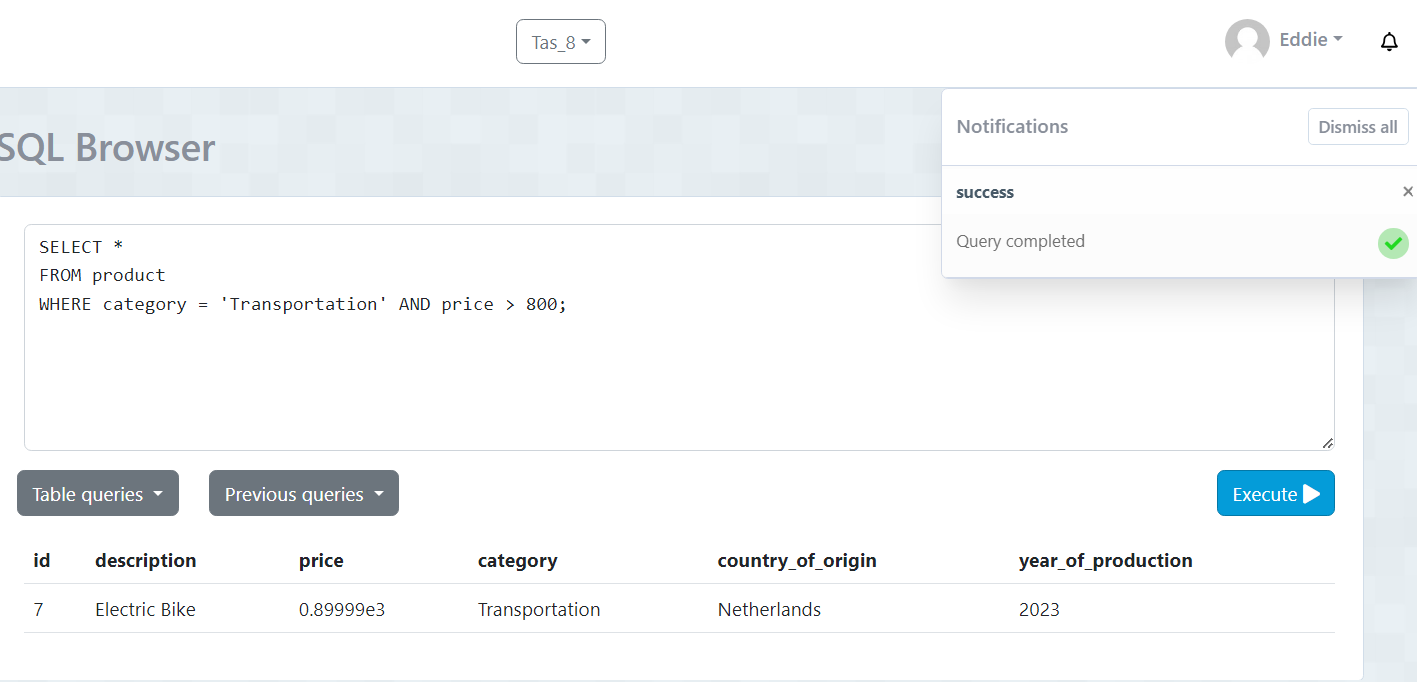 Tas_8
Eddie
SQL Browser
Notifications
Dismiss all
success
×
Query completed
SELECT *
FROM product
WHERE category = 'Transportation' AND price > 800;
Table queries
Previous queries
Execute
id description price category country_of_origin year_of_production
7 Electric Bike 0.89999e3 Transportation Netherlands 2023